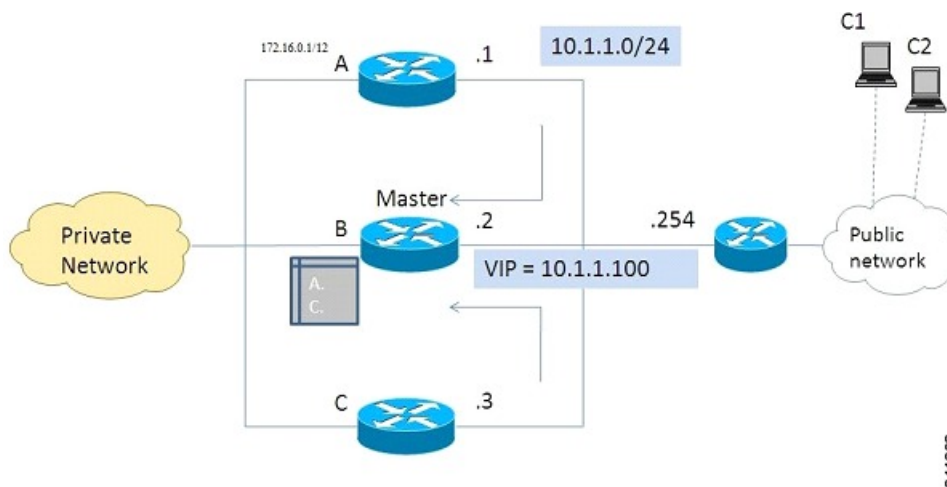 172.16.0.1/12
A
.1
10.1.1.0/24
C1
C2
Master
B
.2
.254
Private
Network
Public
network
VIP = 10.1.1.100
A.
C.
C
.3